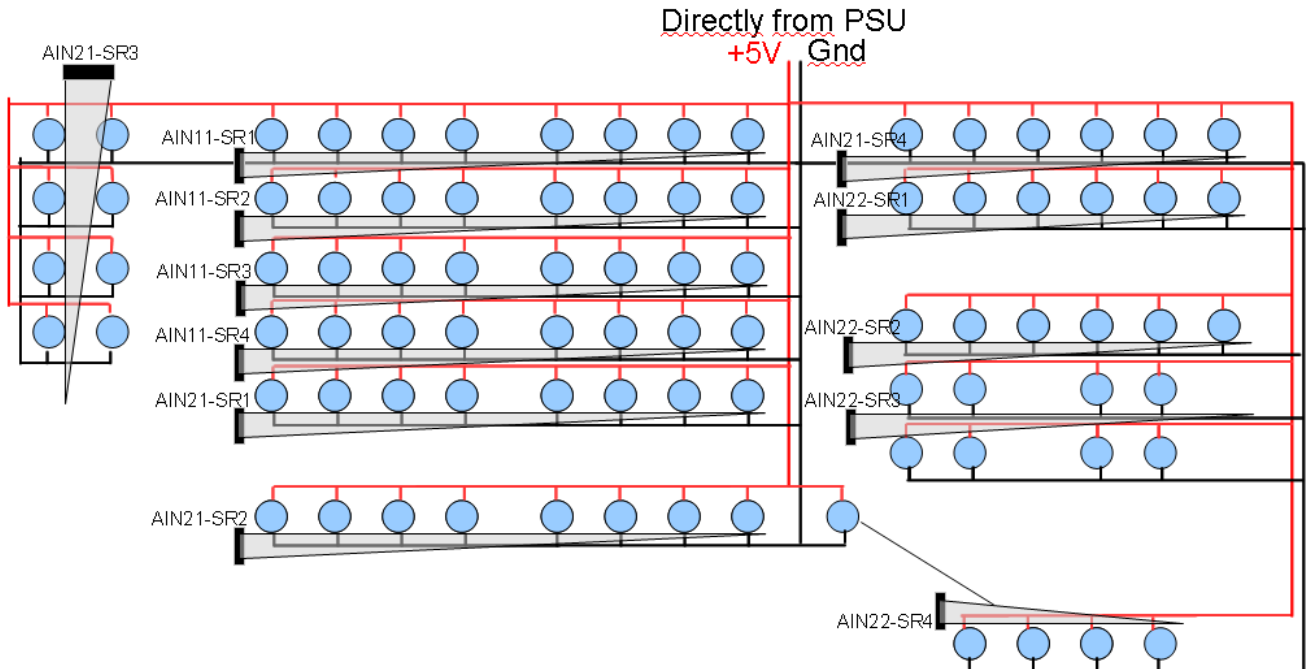 Directly from PSU
+5V Gnd
AIN21-SR3
AIN11-SR1
AIN21-SR4
AIN11-SR2
AIN22-SR1
AIN11-SR3
AIN11-SR4
AIN22-SR2
AIN21-SR1
AIN22-SR3
AIN21-SR2
AIN22-SR4